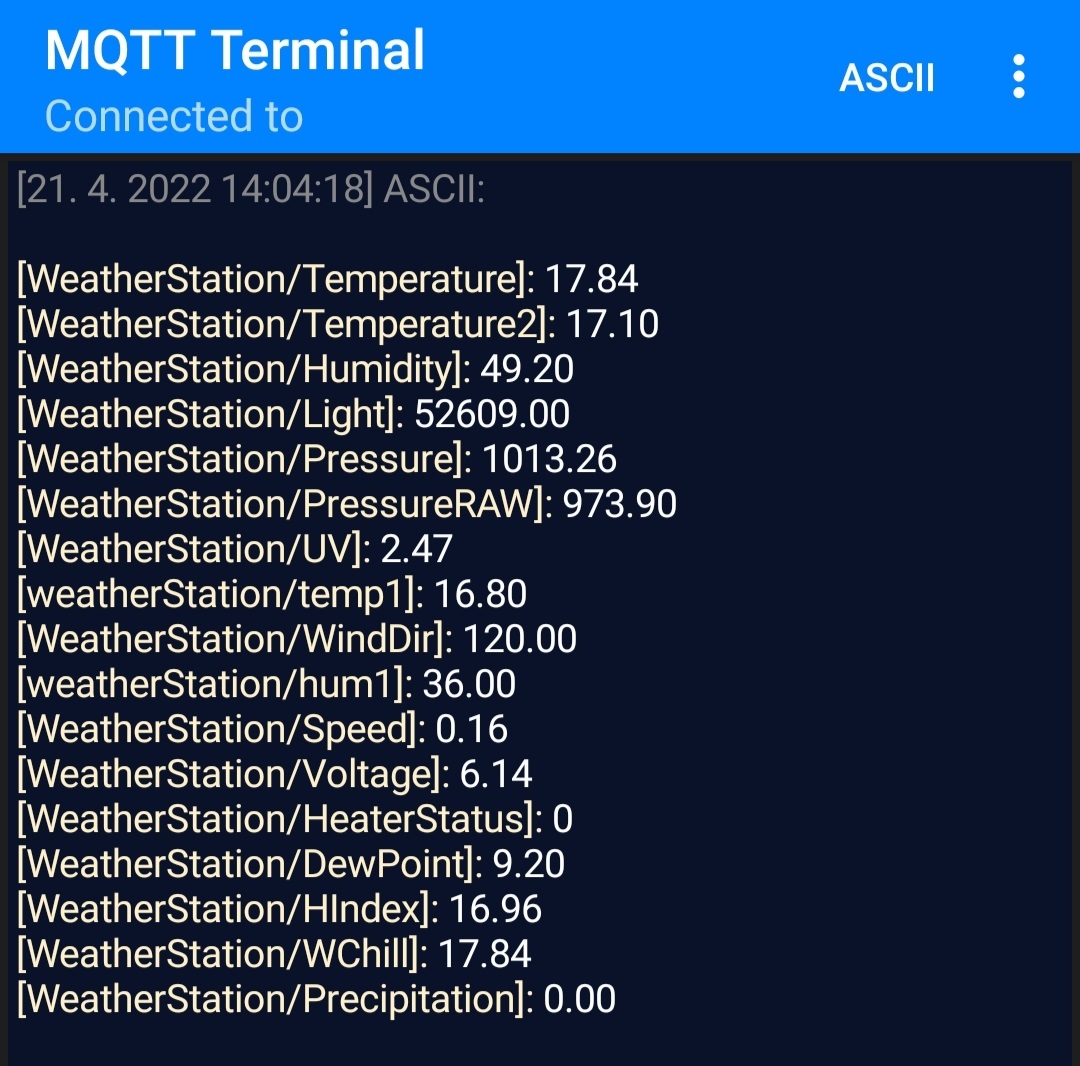 MQTT Terminal
Connected to
ASCII
[21. 4. 2022 14:04:18] ASCII:
[WeatherStation/Temperature]: 17.84
[WeatherStation/Temperature2]: 17.10
[WeatherStation/Humidity]: 49.20
[WeatherStation/Light]: 52609.00
[WeatherStation/Pressure]: 1013.26
[WeatherStation/PressureRAW]: 973.90
[WeatherStation/UV]: 2.47
[weatherStation/temp1]: 16.80
[WeatherStation/WindDir]: 120.00
[weatherStation/hum1]: 36.00
[WeatherStation/Speed]: 0.16
[WeatherStation/Voltage]: 6.14
[WeatherStation/HeaterStatus]: 0
[WeatherStation/DewPoint]: 9.20
[WeatherStation/HIndex]: 16.96
[WeatherStation/WChill]: 17.84
[WeatherStation/Precipitation]: 0.00